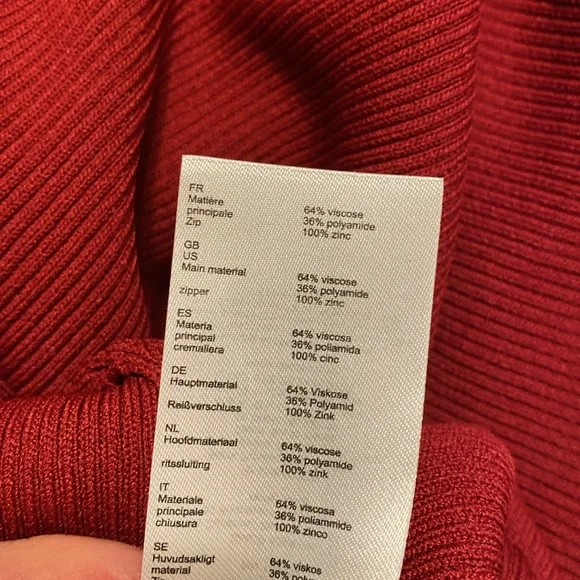 FR
Matière
principale 64% viscose
Zip 36% polyamide
100% zinc
GB
US
Main material 64% viscose
36% polyamide
zipper 100% zinc
ES
Materia 64% viscosa
principal 36% poliamida
cremaliera 100% cinc
DE
Hauptmaterial 64% Viskose
36% Polyamid
Reißverschluss 100% Zink
NL
Hoofdmateriaal 64% viscose
36% polyamide
ritssluiting 100% zink
IT
Materiale 64% viscosa
principale 36% poliammide
chiusura 100% zinco
SE
Huvudsakligt 64% viskos
material 36% polyamid